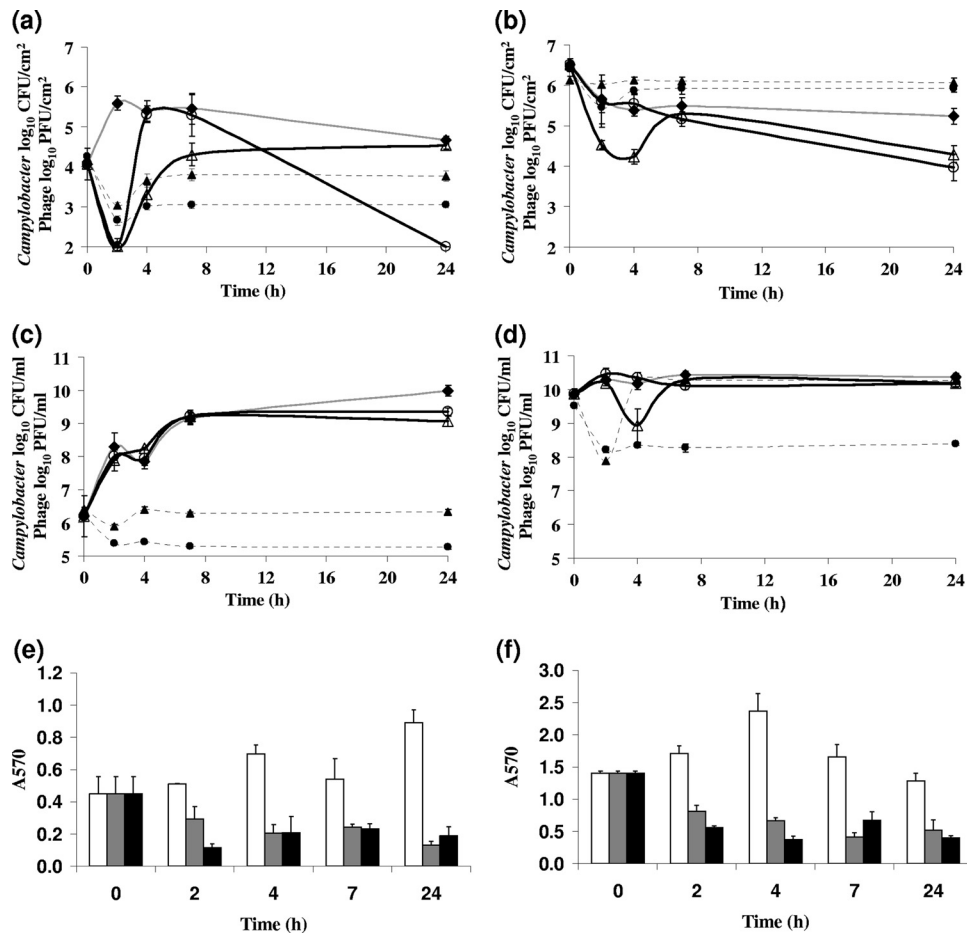 (a)
Campylobacter log10 CFU/cm2
Phage log10 PFU/cm2
7
6
5
4
3
2
0 4 8 12 16 20 24
Time (h)
(b)
Campylobacter log10 CFU/cm2
Phage log10 PFU/cm2
7
6
5
4
3
2
0 4 8 12 16 20 24
Time (h)
(c)
Campylobacter log10 CFU/ml
Phage log10 PFU/ml
11
10
9
8
7
6
5
0 4 8 12 16 20 24
Time (h)
(d)
Campylobacter log10 CFU/ml
Phage log10 PFU/ml
11
10
9
8
7
6
5
0 4 8 12 16 20 24
Time (h)
(e)
A570
1.2
1.0
0.8
0.6
0.4
0.2
0.0
0 2 4 7 24
Time (h)
(f)
A570
3.0
2.5
2.0
1.5
1.0
0.5
0.0
0 2 4 7 24
Time (h)